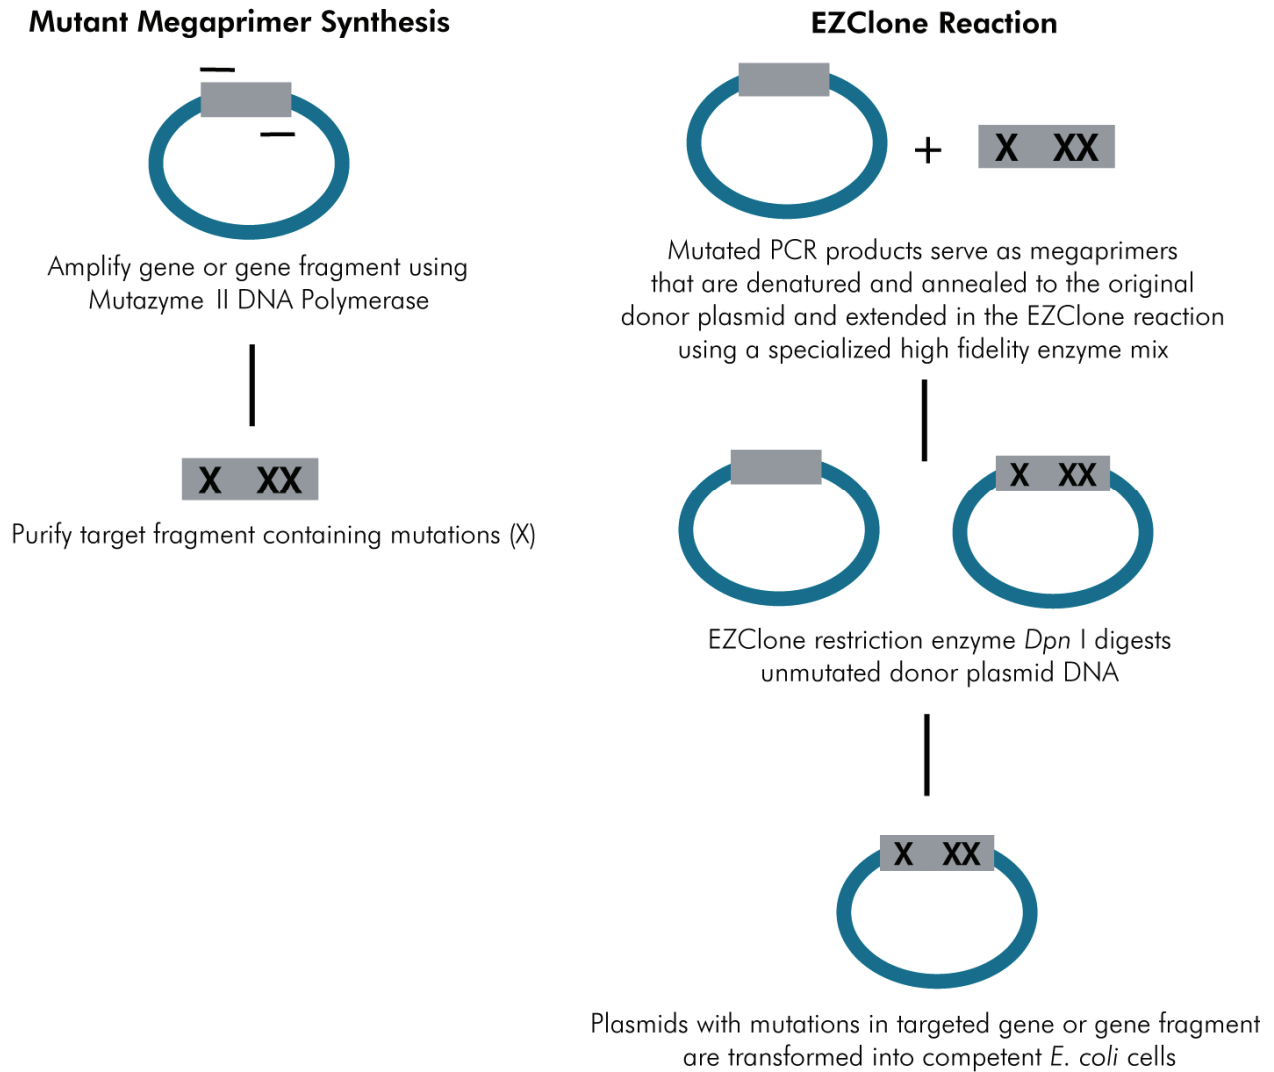 Mutant Megaprimer Synthesis
Amplify gene or gene fragment using
Mutazyme II DNA Polymerase
X XX
Purify target fragment containing mutations (X)
EZClone Reaction
+
X XX
Mutated PCR products serve as megaprimers
that are denatured and annealed to the original
donor plasmid and extended in the EZClone reaction
using a specialized high fidelity enzyme mix
X XX
EZClone restriction enzyme Dpn I digests
unmutated donor plasmid DNA
X XX
Plasmids with mutations in targeted gene or gene fragment
are transformed into competent E. coli cells